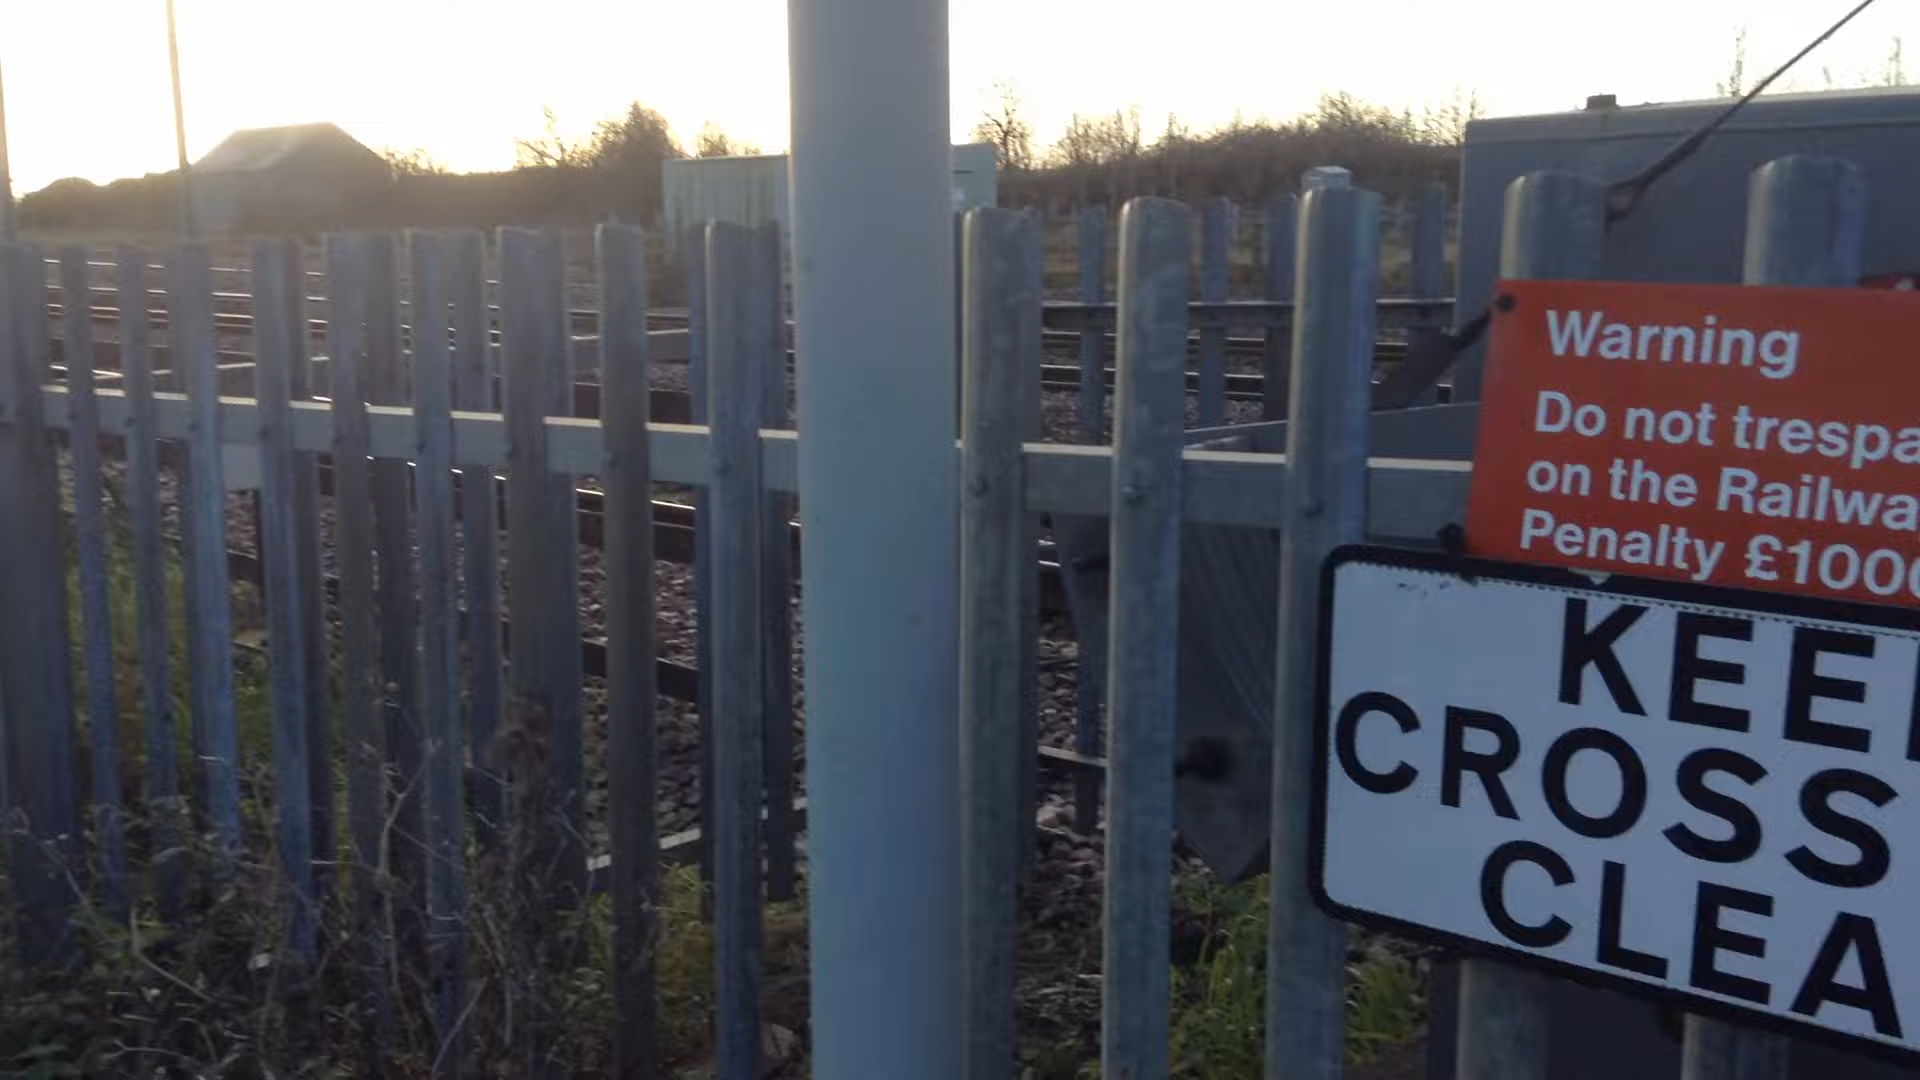 Warning
Do not trespa
on the Railwa
Penalty £1000
KEE
CROSS
CLEA